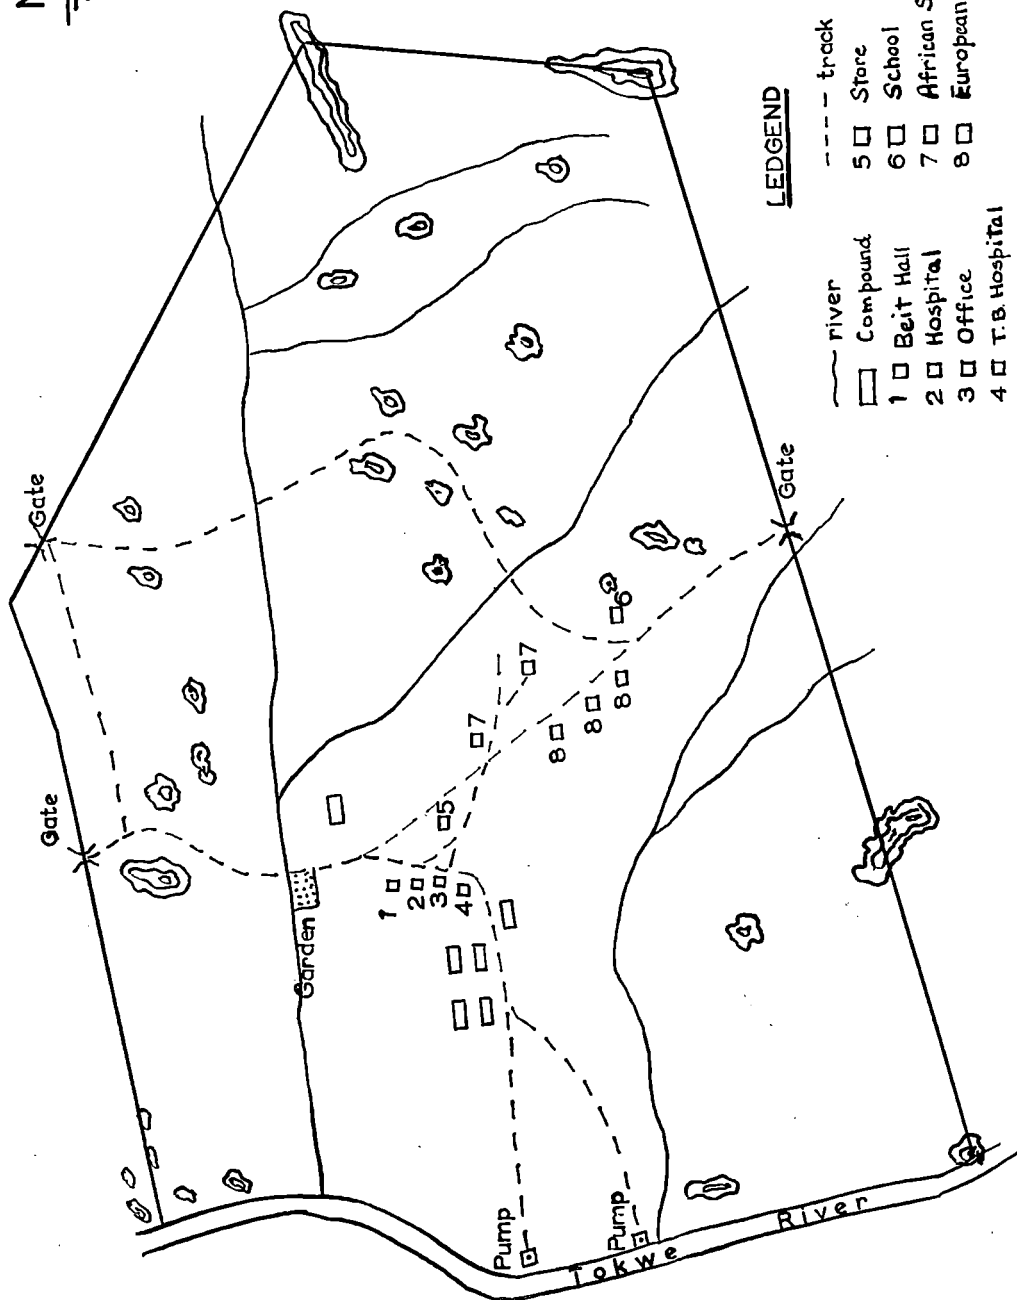 N
Gate
Gate
Garden
7
7
6
5
1
2
3
4
8
8
8
Gate
Pump
Pump
Tokwe River
LEDGEND
river
Compound
1 Beit Hall
2 Hospital
3 Office
4 T.B. Hospital
---- track
5 Store
6 School
7 African
8 European